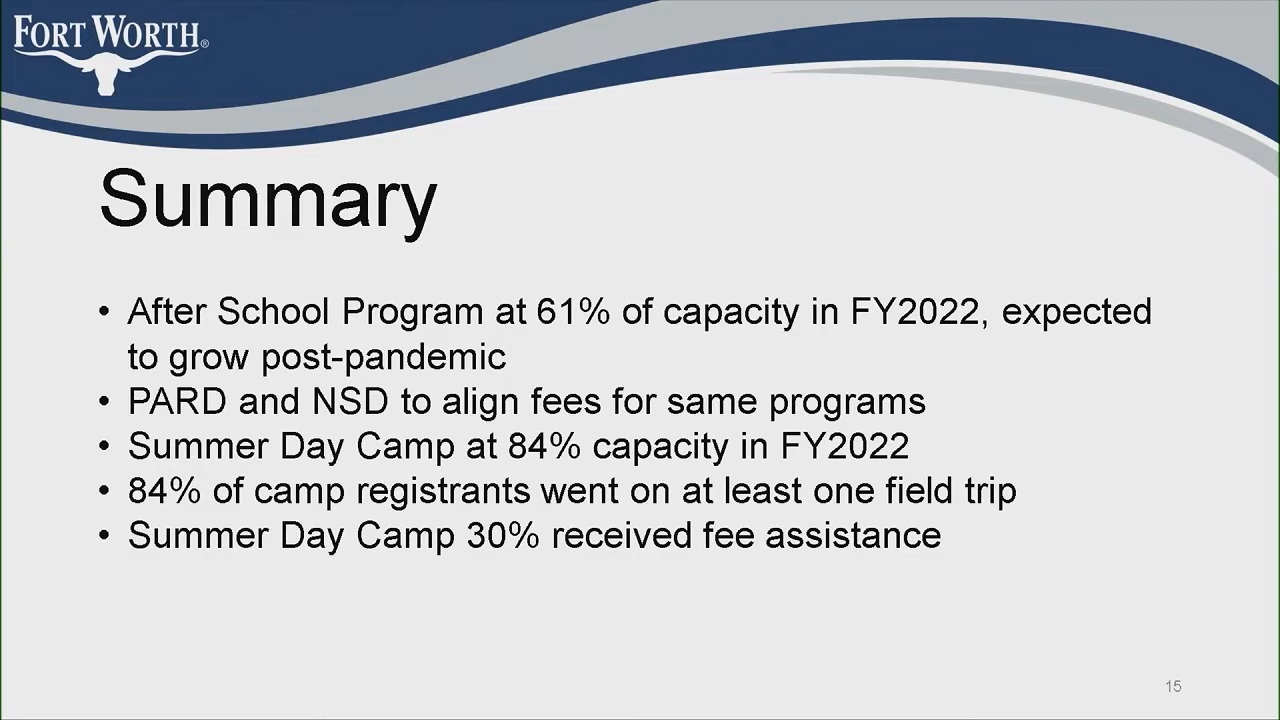 FORT WORTH®
Summary
• After School Program at 61% of capacity in FY2022, expected
to grow post-pandemic
• PARD and NSD to align fees for same programs
• Summer Day Camp at 84% capacity in FY2022
• 84% of camp registrants went on at least one field trip
• Summer Day Camp 30% received fee assistance
15